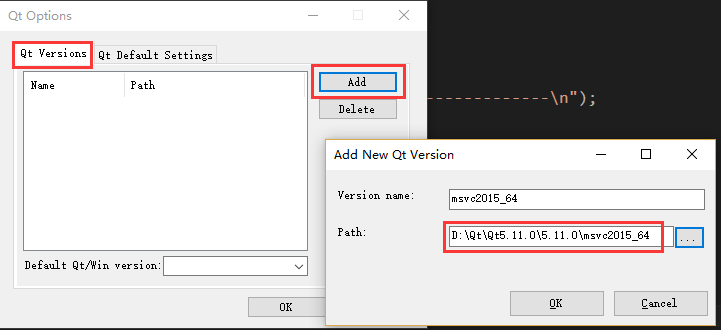 Qt Options
Qt Versions
Qt Default Settings
Name
Path
Add
Delete
-------------\n");
Default Qt/Win version:
OK
Add New Qt Version
Version name:
msvc2015_64
Path:
D:\Qt\Qt5.11.0\5.11.0\msvc2015_64
...
OK
Cancel